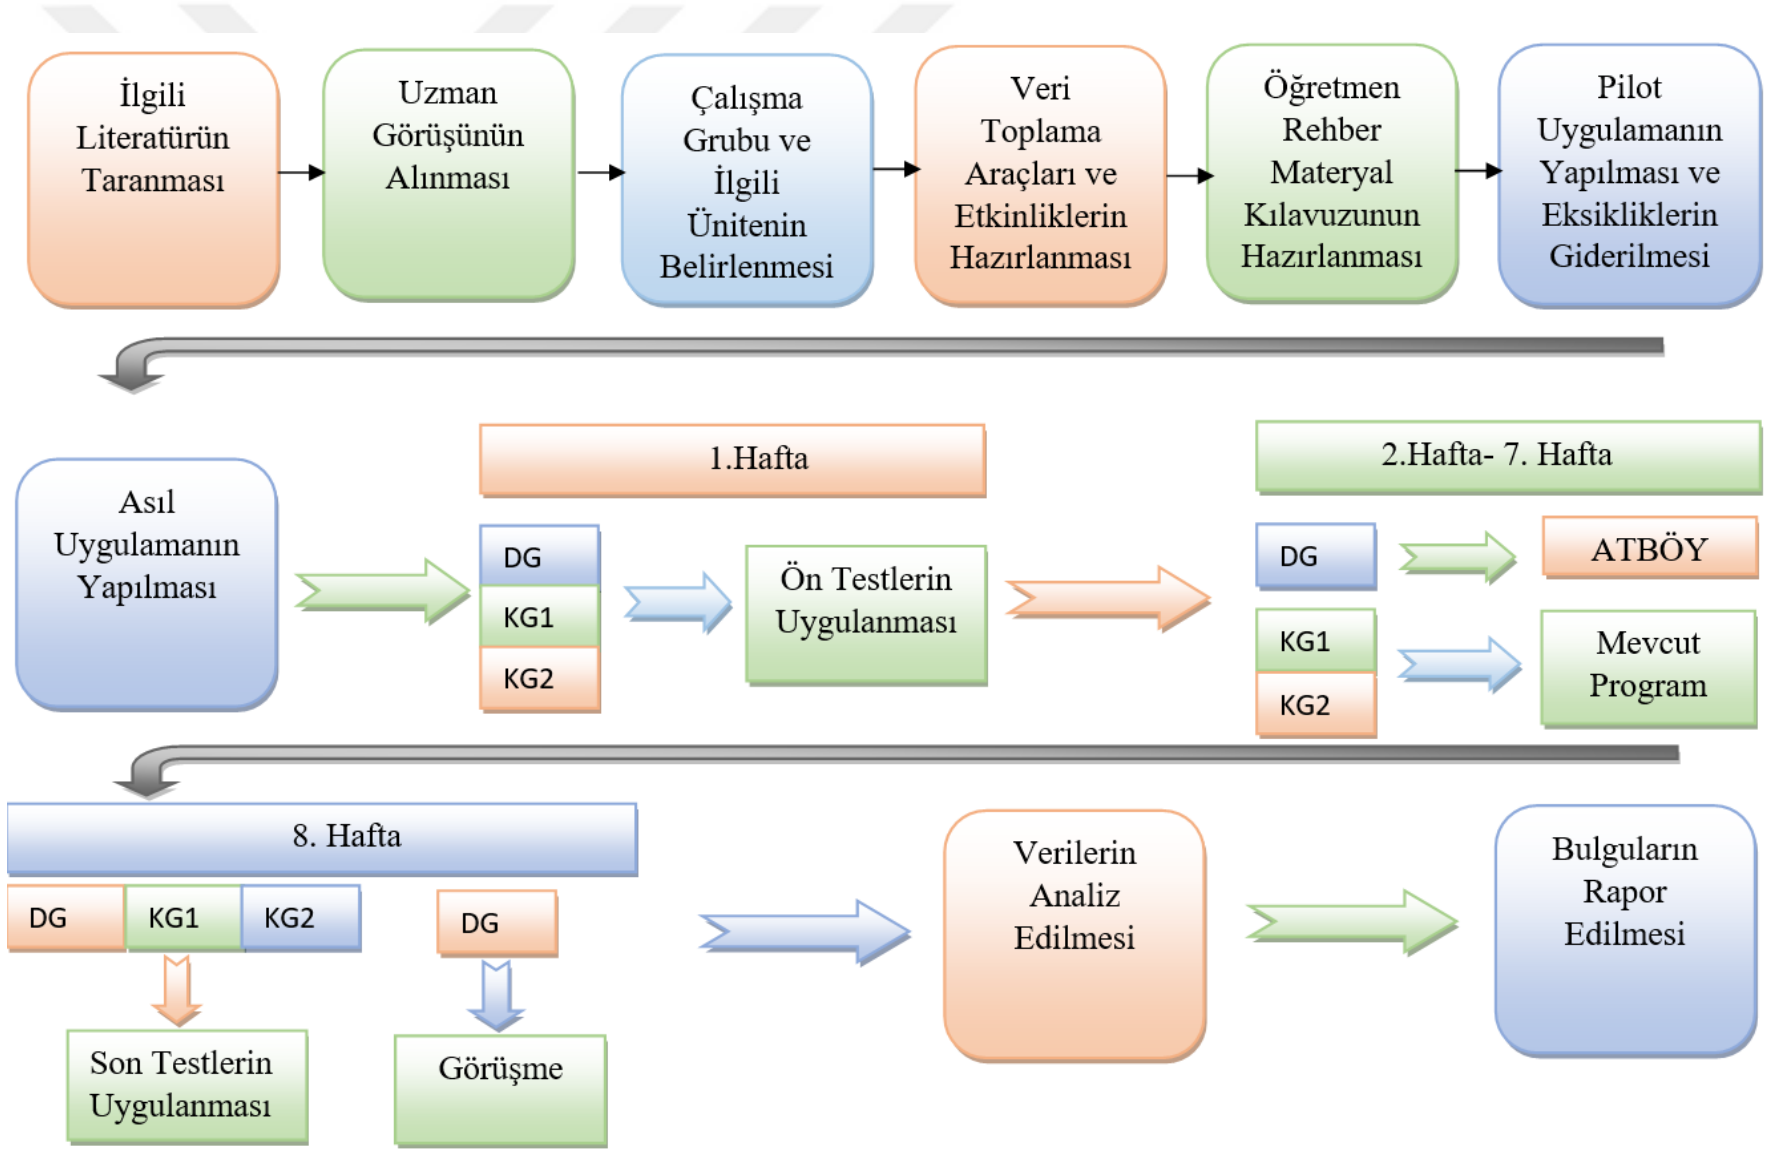 İlgili
Literatürün
Taranması
Uzman
Görüşünün
Alınması
Çalışma
Grubu ve
İlgili
Ünitenin
Belirlenmesi
Veri
Toplama
Araçları ve
Etkinliklerin
Hazırlanması
Öğretmen
Rehber
Materyal
Kılavuzunun
Hazırlanması
Pilot
Uygulamanın
Yapılması ve
Eksikliklerin
Giderilmesi
Asıl
Uygulamanın
Yapılması
1.Hafta
DG
KG1
KG2
Ön Testlerin
Uygulanması
2.Hafta- 7. Hafta
DG
ATBÖY
KG1
KG2
Mevcut
Program
8. Hafta
DG
KG1
KG2
Son Testlerin
Uygulanması
DG
Görüşme
Verilerin
Analiz
Edilmesi
Bulguların
Rapor
Edilmesi